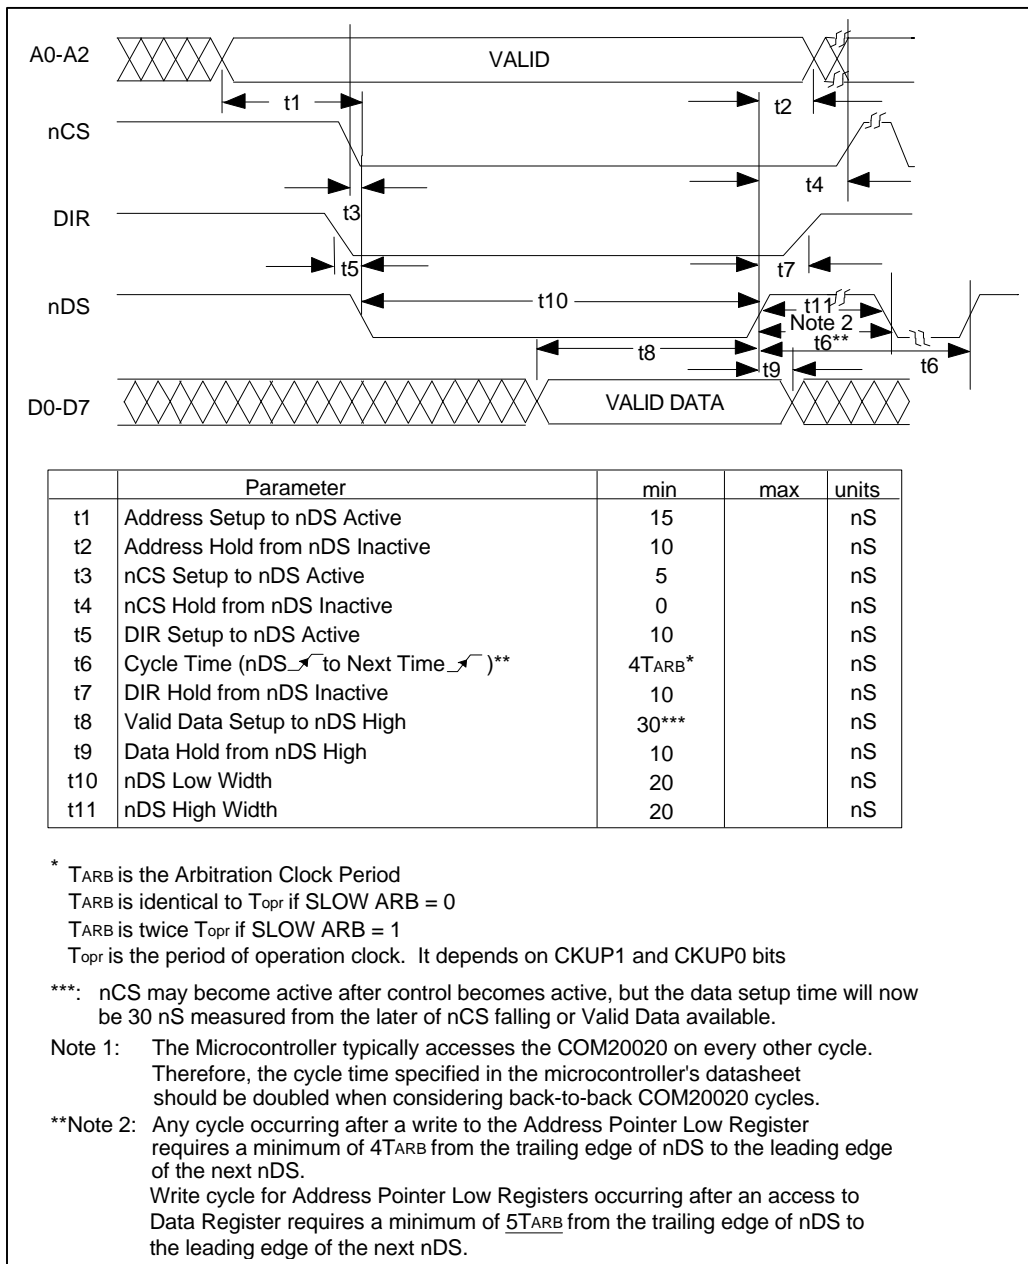 A0-A2
VALID
t1
t2
nCS
t3
t4
DIR
t5
t7
nDS
t10
t11
Note 2
t6**
t8
t6
t9
D0-D7
VALID DATA
Parameter min max units
t1 Address Setup to nDS Active 15 nS
t2 Address Hold from nDS Inactive 10 nS
t3 nCS Setup to nDS Active 5 nS
t4 nCS Hold from nDS Inactive 0 nS
t5 DIR Setup to nDS Active 10 nS
t6 Cycle Time (nDS to Next Time )** 4TARB* nS
t7 DIR Hold from nDS Inactive 10 nS
t8 Valid Data Setup to nDS High 30*** nS
t9 Data Hold from nDS High 10 nS
t10 nDS Low Width 20 nS
t11 nDS High Width 20 nS
* TARB is the Arbitration Clock Period
TARB is identical to Topr if SLOW ARB = 0
TARB is twice Topr if SLOW ARB = 1
Topr is the period of operation clock. It depends on CKUP1 and CKUP0 bits
***: nCS may become active after control becomes active, but the data setup time will now
be 30 nS measured from the later of nCS falling or Valid Data available.
Note 1: The Microcontroller typically accesses the COM20020 on every other cycle.
Therefore, the cycle time specified in the microcontroller's datasheet
should be doubled when considering back-to-back COM20020 cycles.
**Note 2: Any cycle occurring after a write to the Address Pointer Low Register
requires a minimum of 4TARB from the trailing edge of nDS to the leading edge
of the next nDS.
Write cycle for Address Pointer Low Registers occurring after an access to
Data Register requires a minimum of 5TARB from the trailing edge of nDS to
the leading edge of the next nDS.